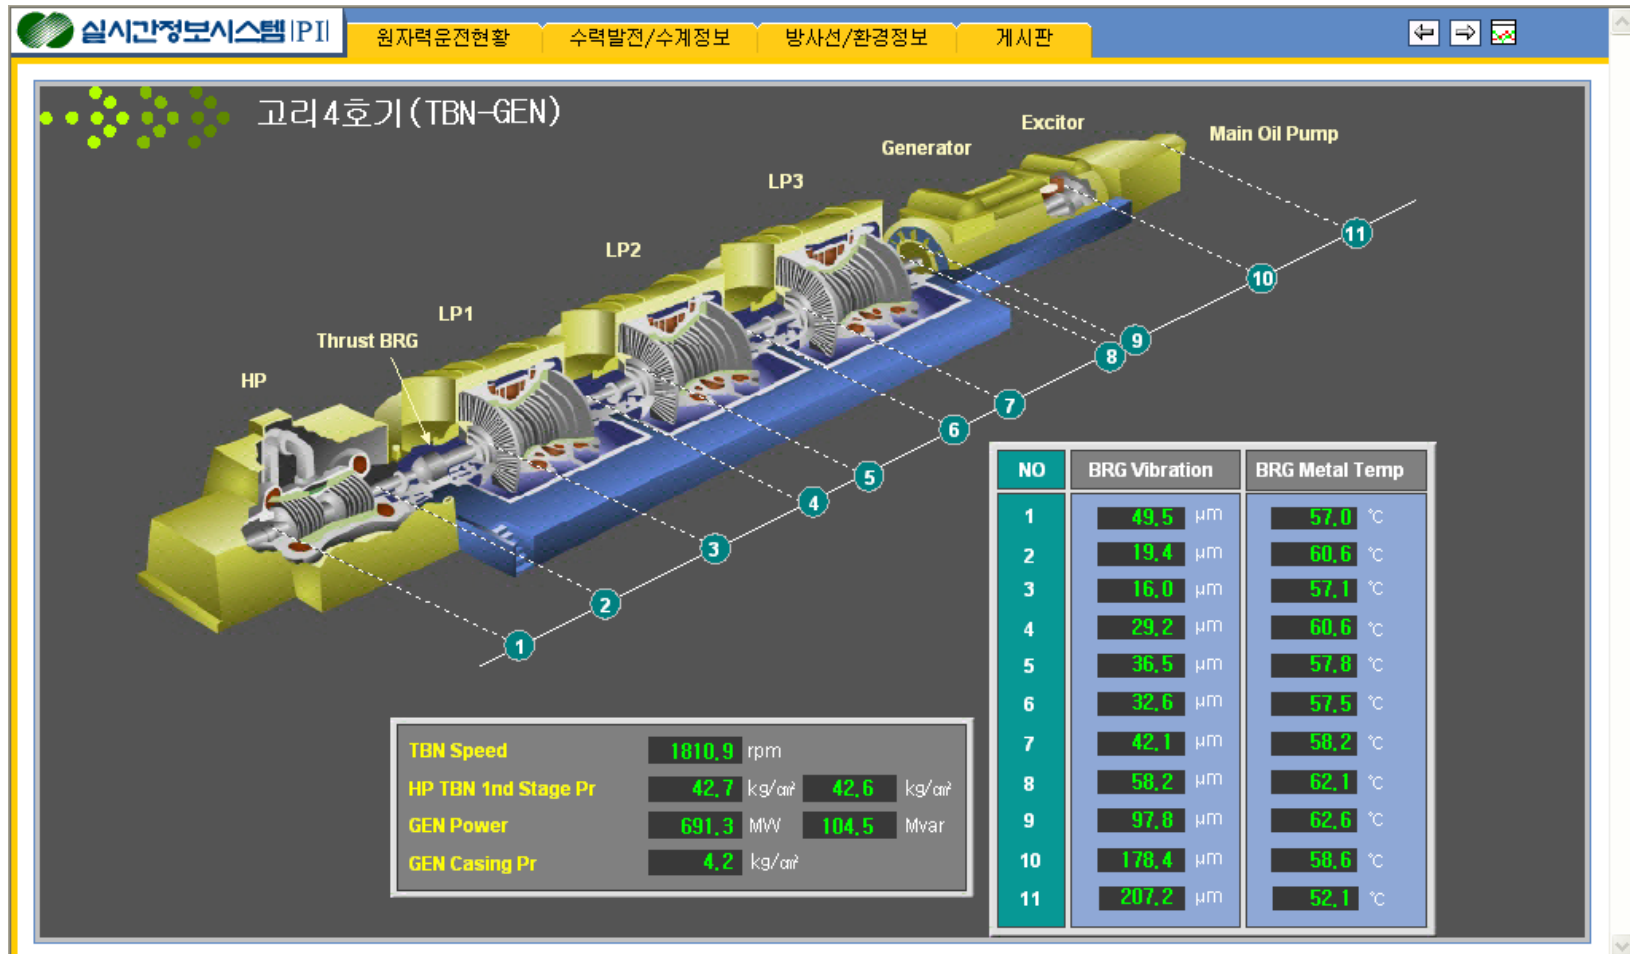 실시간정보시스템|PI|
원자력운전현황 수력발전/수계정보 방사선/환경정보 게시판
고리4호기(TBN-GEN)
Excitor
Main Oil Pump
Generator
LP3
LP2
LP1
Thrust BRG
HP
11
10
9
8
7
6
5
4
3
2
1
NO BRG Vibration BRG Metal Temp
1 49.5 µm 57.0 ℃
2 19.4 µm 60.6 ℃
3 16.0 µm 57.1 ℃
4 29.2 µm 60.6 ℃
5 36.5 µm 57.8 ℃
6 32.6 µm 57.5 ℃
7 42.1 µm 58.2 ℃
8 58.2 µm 62.1 ℃
9 97.8 µm 62.6 ℃
10 178.4 µm 58.6 ℃
11 207.2 µm 52.1 ℃
TBN Speed 1810.9 rpm
HP TBN 1nd Stage Pr 42.7 kg/㎠ 42.6 kg/㎠
GEN Power 691.3 MW 104.5 Mvar
GEN Casing Pr 4.2 kg/㎠